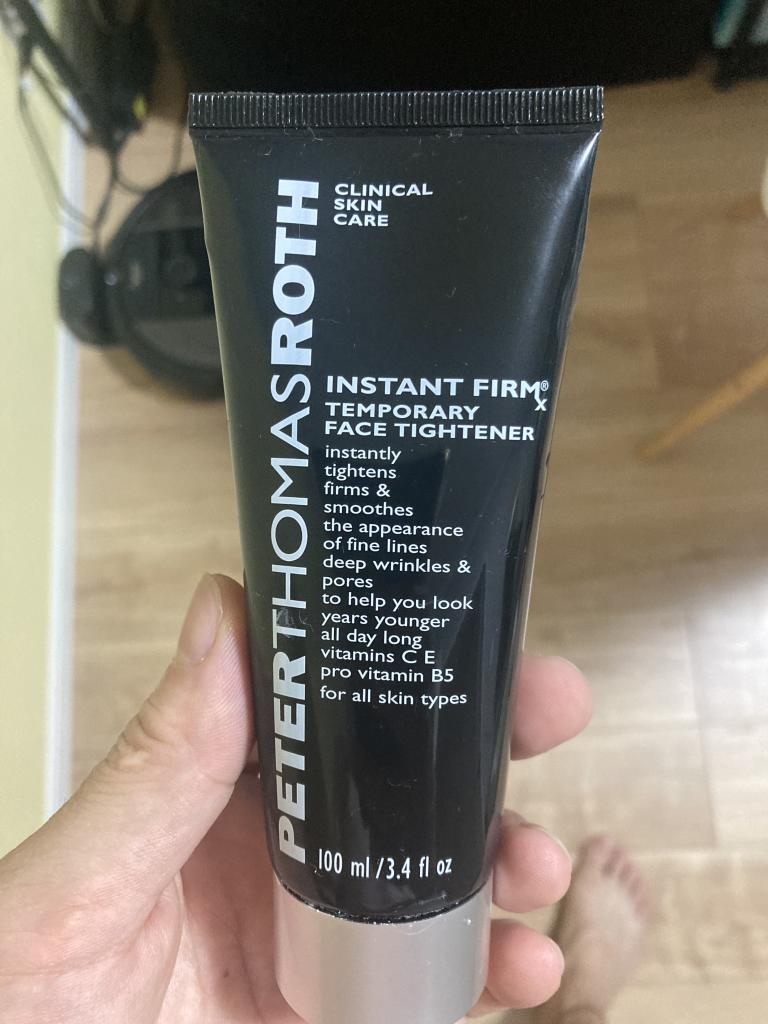 PETERTHOMASROTH
CLINICAL
SKIN
CARE
INSTANT FIRMx®
TEMPORARY
FACE TIGHTENER
instantly
tightens
firms &
smoothes
the appearance
of fine lines
deep wrinkles &
pores
to help you look
years younger
all day long
vitamins C E
pro vitamin B5
for all skin types
100 ml / 3.4 fl oz